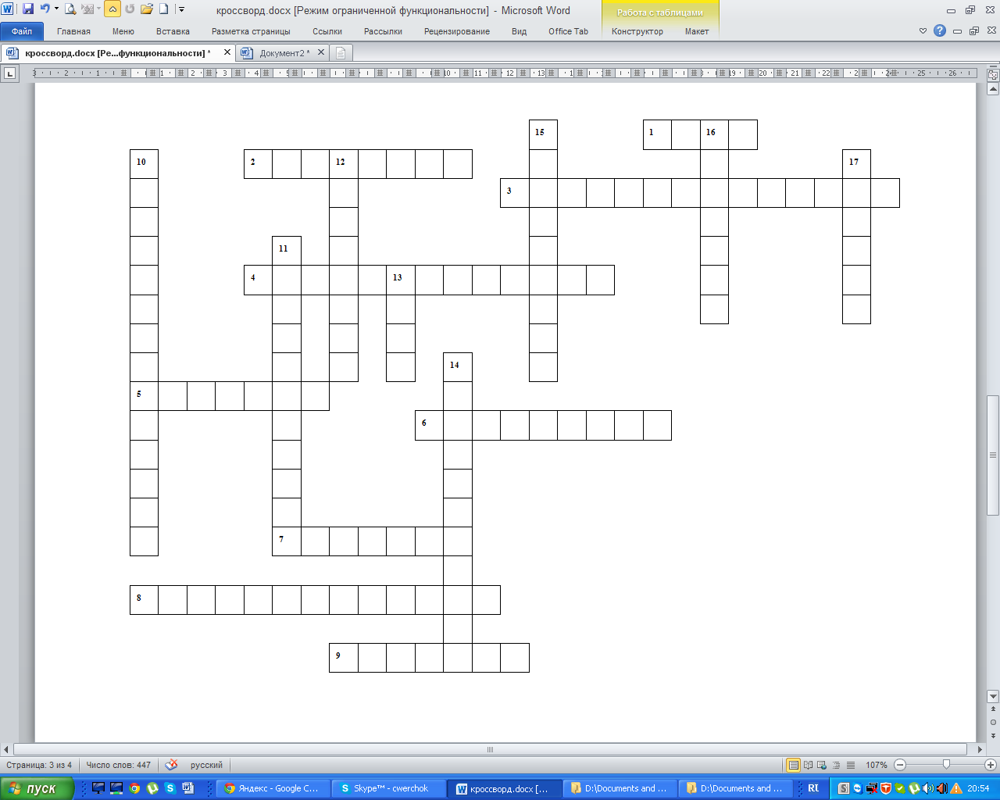 кроссворд.docx [Режим ограниченной функциональности] - Microsoft Word
Работа с таблицами
Файл Главная Меню Вставка Разметка страницы Ссылки Рассылки Рецензирование Вид Office Tab Конструктор Макет
кроссворд.docx [Ре...функциональности] * Документ2 *
15 1 16
10 2 12 17
3
11
4 13
14
5
6
7
8
9
Страница: 3 из 4 Число слов: 447 русский 107%
пуск Яндекс - Google C... Skype™ - cwerchok кроссворд.docx [... D:\Documents and ... D:\Documents and ... 20:54